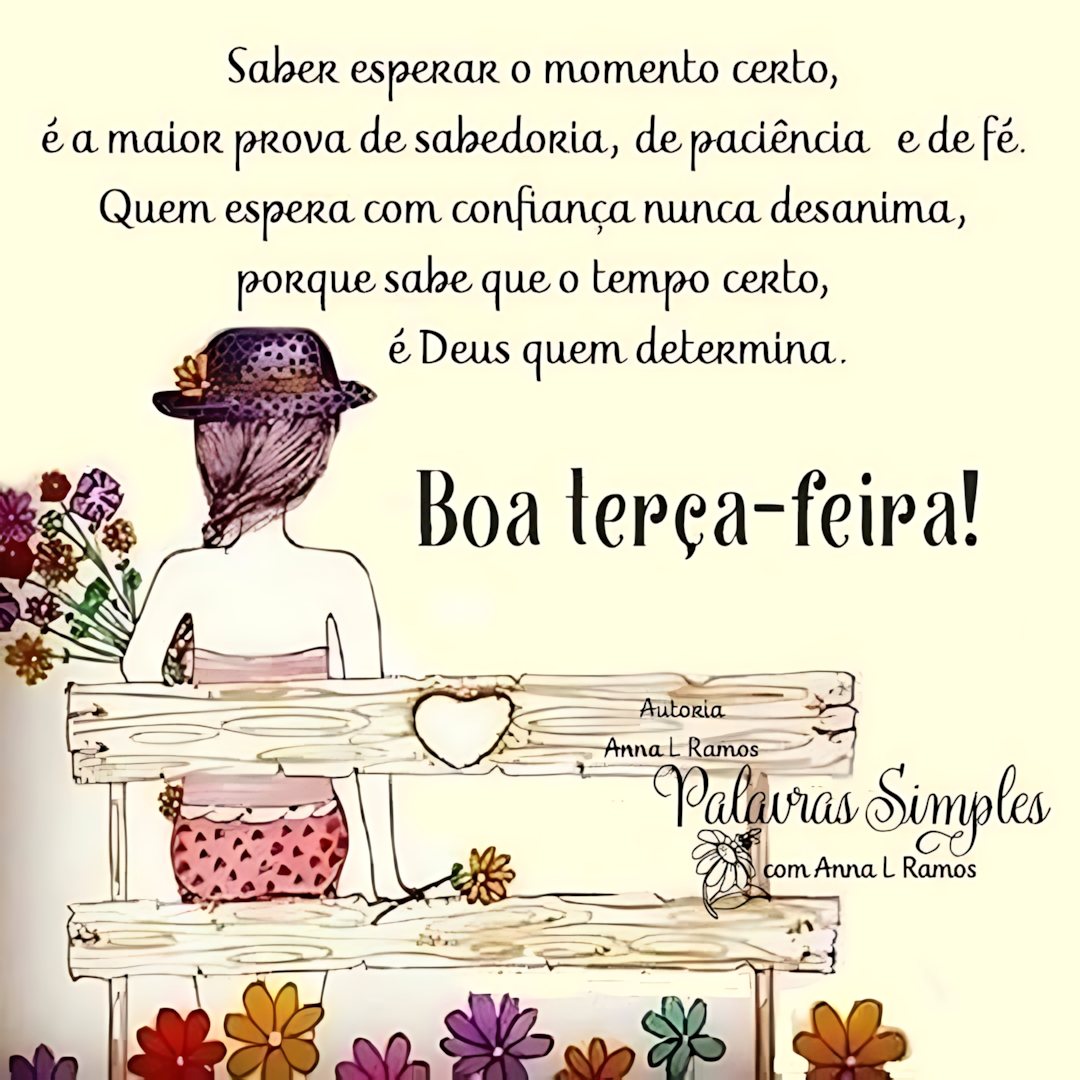 Saber esperar o momento certo,
é a maior prova de sabedoria, de paciência e de fé.
Quem espera com confiança nunca desanima,
porque sabe que o tempo certo,
é Deus quem determina.
Boa terça-feira!
Autoria
Anna L Ramos
Palavras Simples
com Anna L Ramos